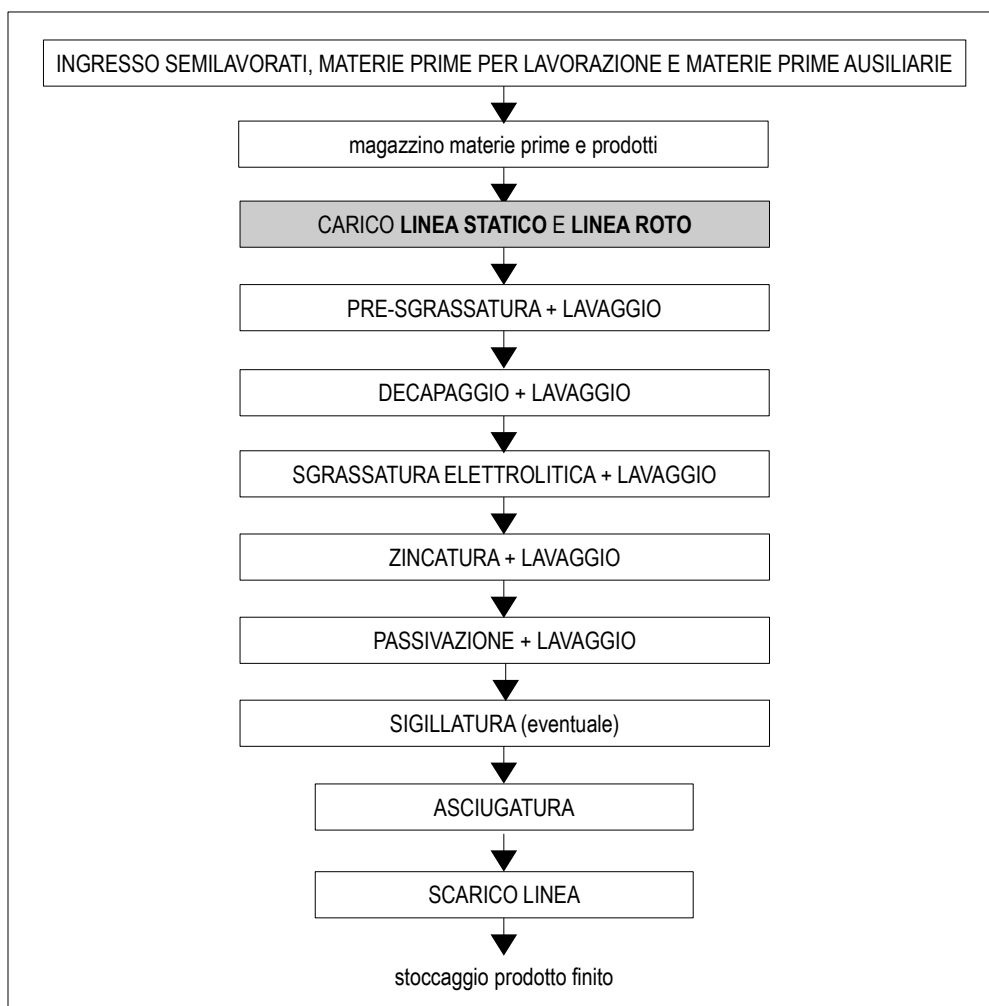 INGRESSO SEMILAVORATI, MATERIE PRIME PER LAVORAZIONE E MATERIE PRIME AUSILIARIE
magazzino materie prime e prodotti
CARICO LINEA STATICO E LINEA ROTO
PRE-SGRASSATURA + LAVAGGIO
DECAPAGGIO + LAVAGGIO
SGRASSATURA ELETTROLITICA + LAVAGGIO
ZINCATURA + LAVAGGIO
PASSIVAZIONE + LAVAGGIO
SIGILLATURA (eventuale)
ASCIUGATURA
SCARICO LINEA
stoccaggio prodotto finito